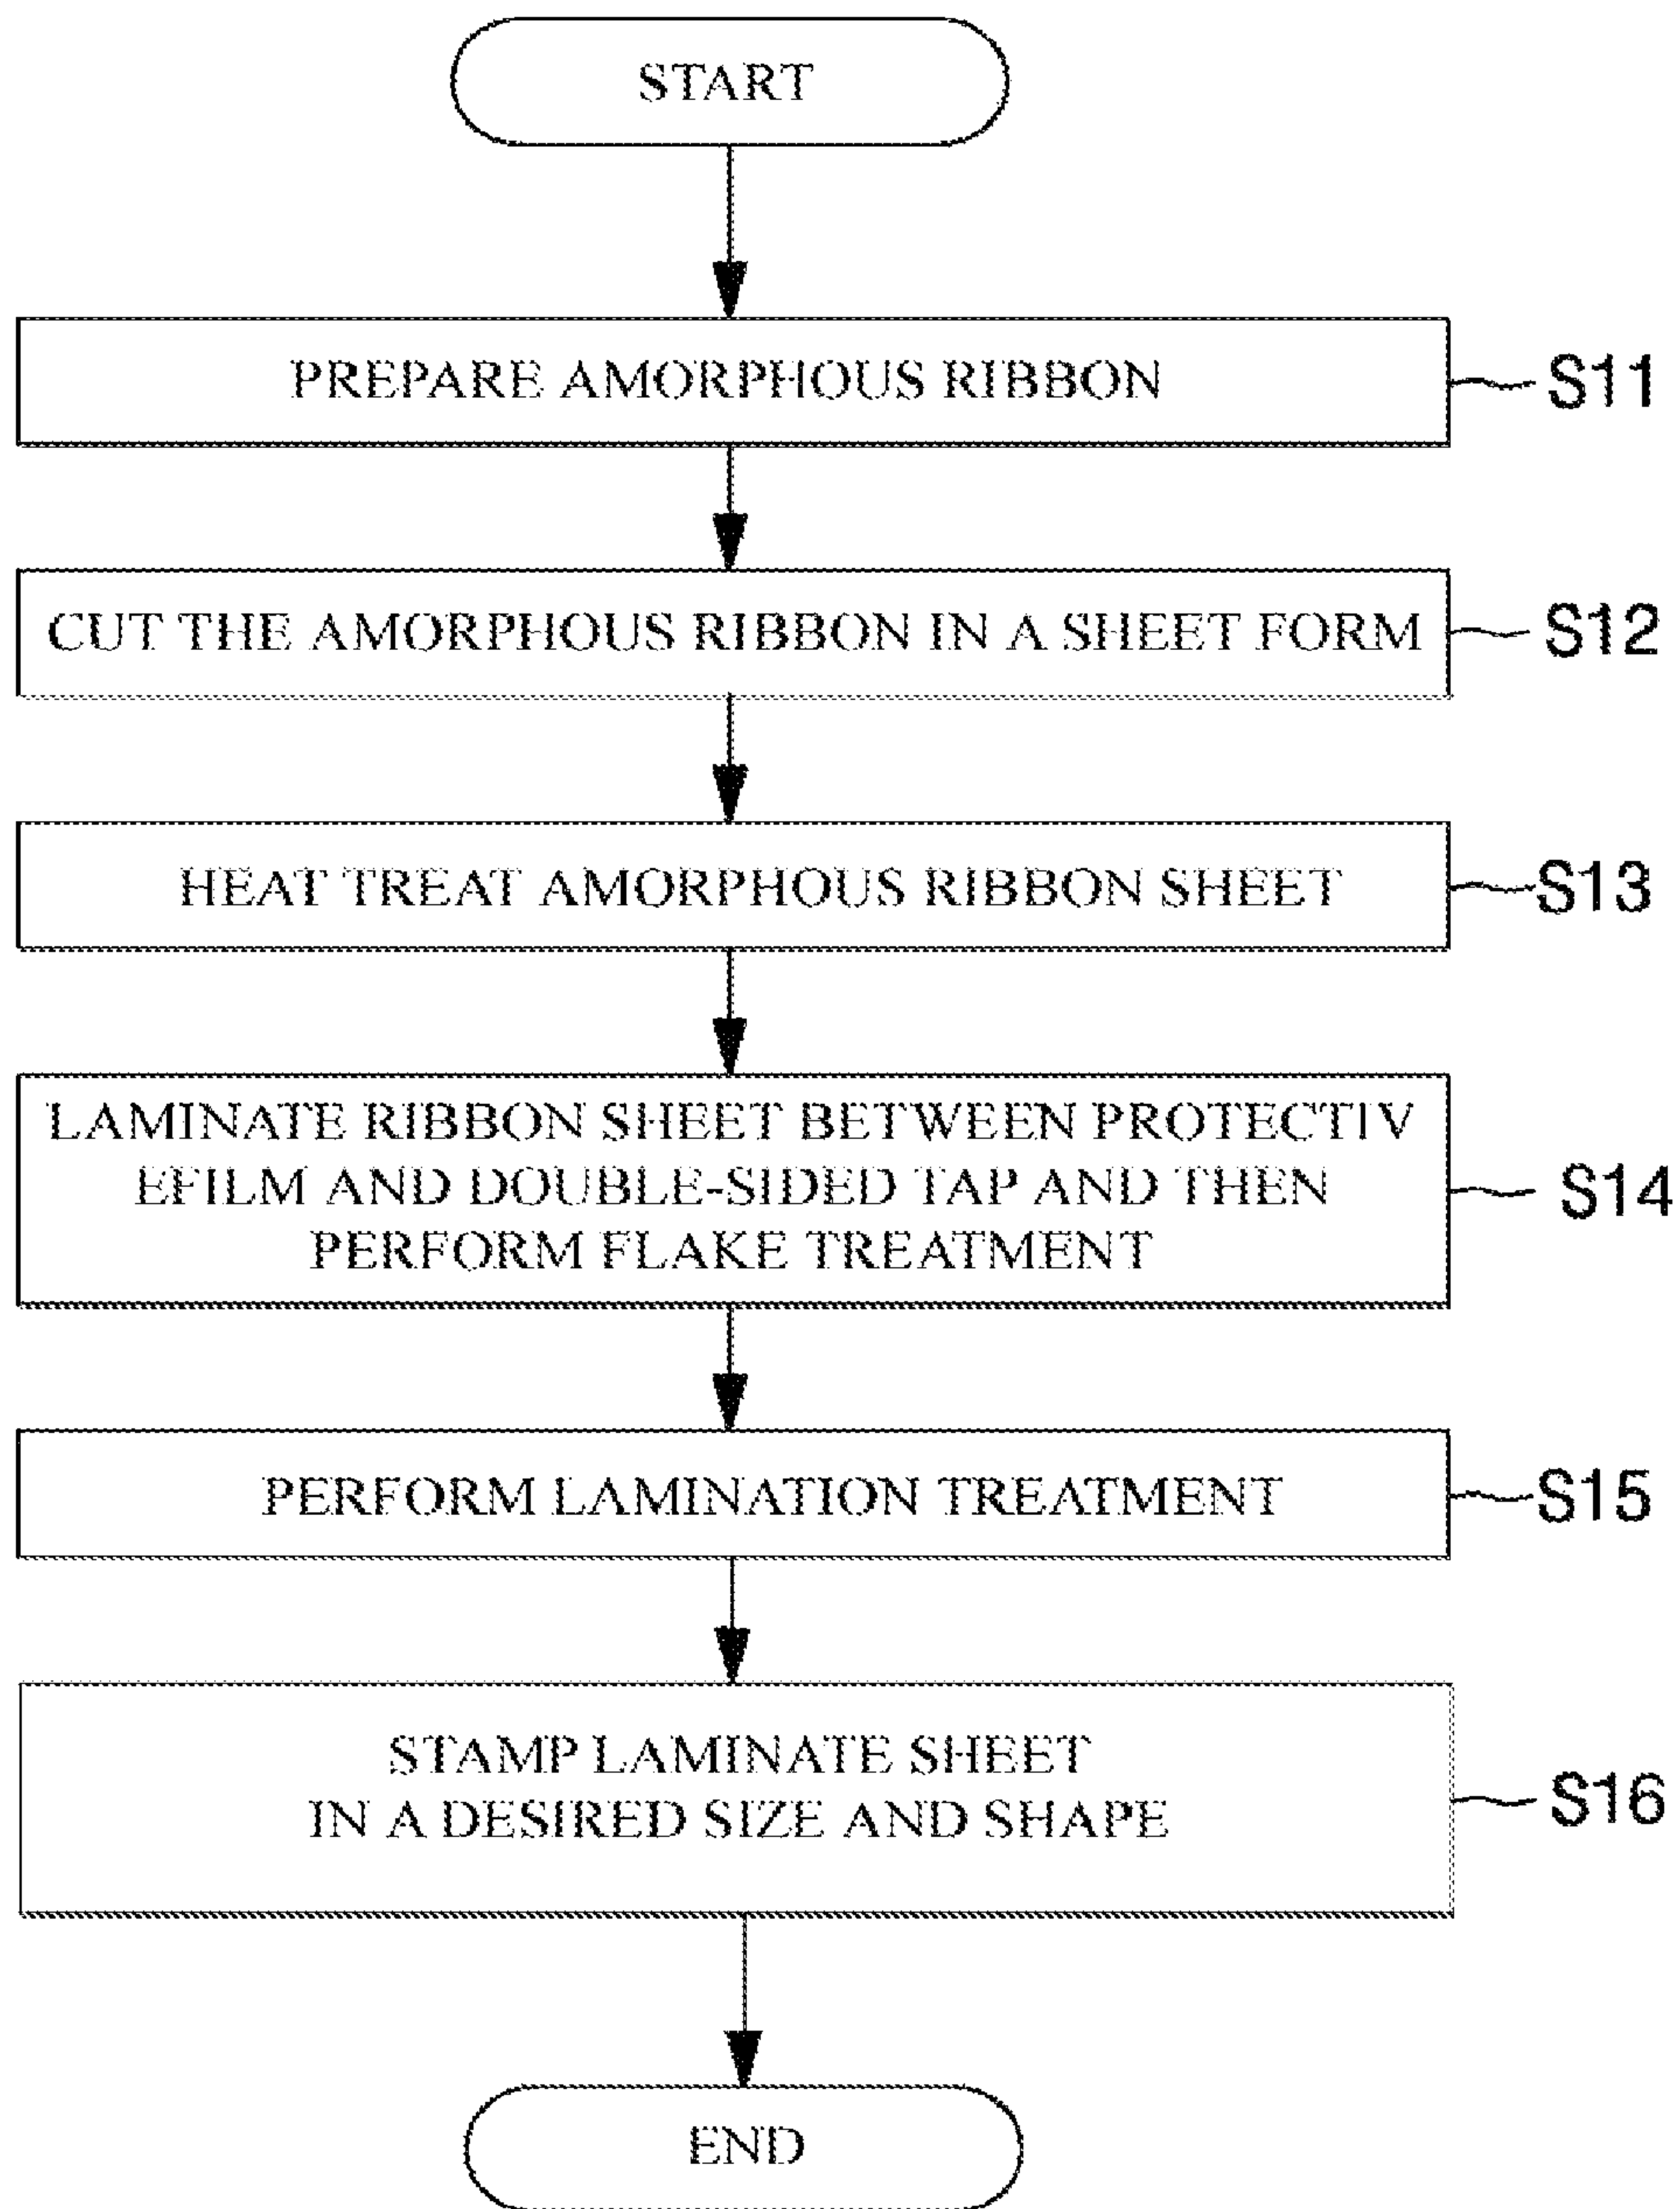 START
PREPARE AMORPHOUS RIBBON
S11
CUT THE AMORPHOUS RIBBON IN A SHEET FORM
S12
HEAT TREAT AMORPHOUS RIBBON SHEET
S13
LAMINATE RIBBON SHEET BETWEEN PROTECTIV
EFILM AND DOUBLE-SIDED TAP AND THEN
PERFORM FLAKE TREATMENT
S14
PERFORM LAMINATION TREATMENT
S15
STAMP LAMINATE SHEET
IN A DESIRED SIZE AND SHAPE
S16
END